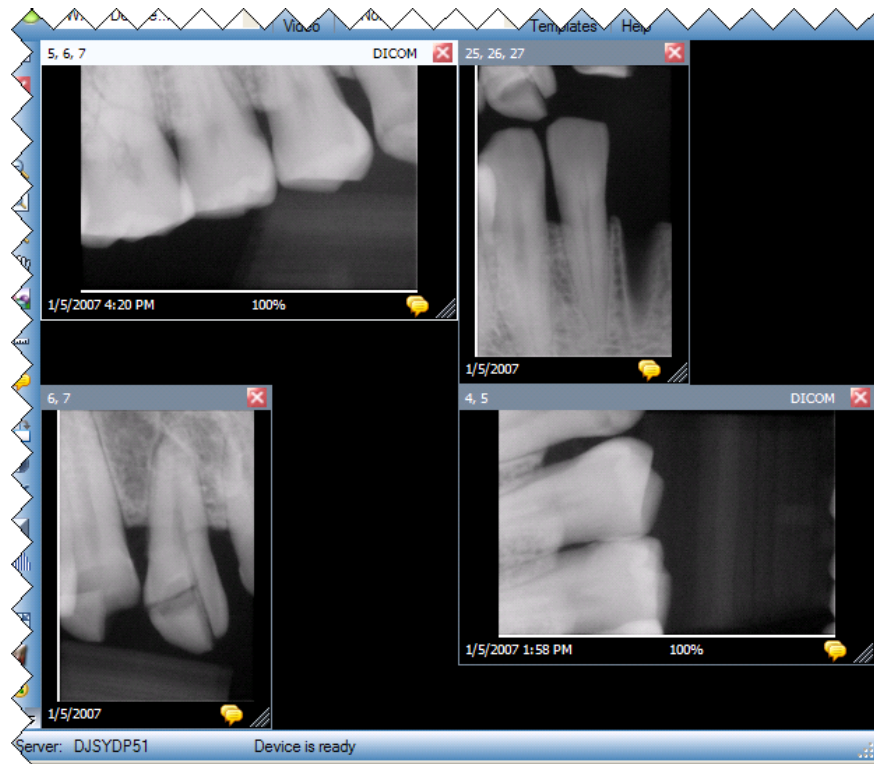 Video
Templates Help
5, 6, 7 DICOM
25, 26, 27
1/5/2007 4:20 PM 100%
1/5/2007
6, 7
4, 5 DICOM
1/5/2007 1:58 PM 100%
1/5/2007
Server: DJSYDP51 Device is ready